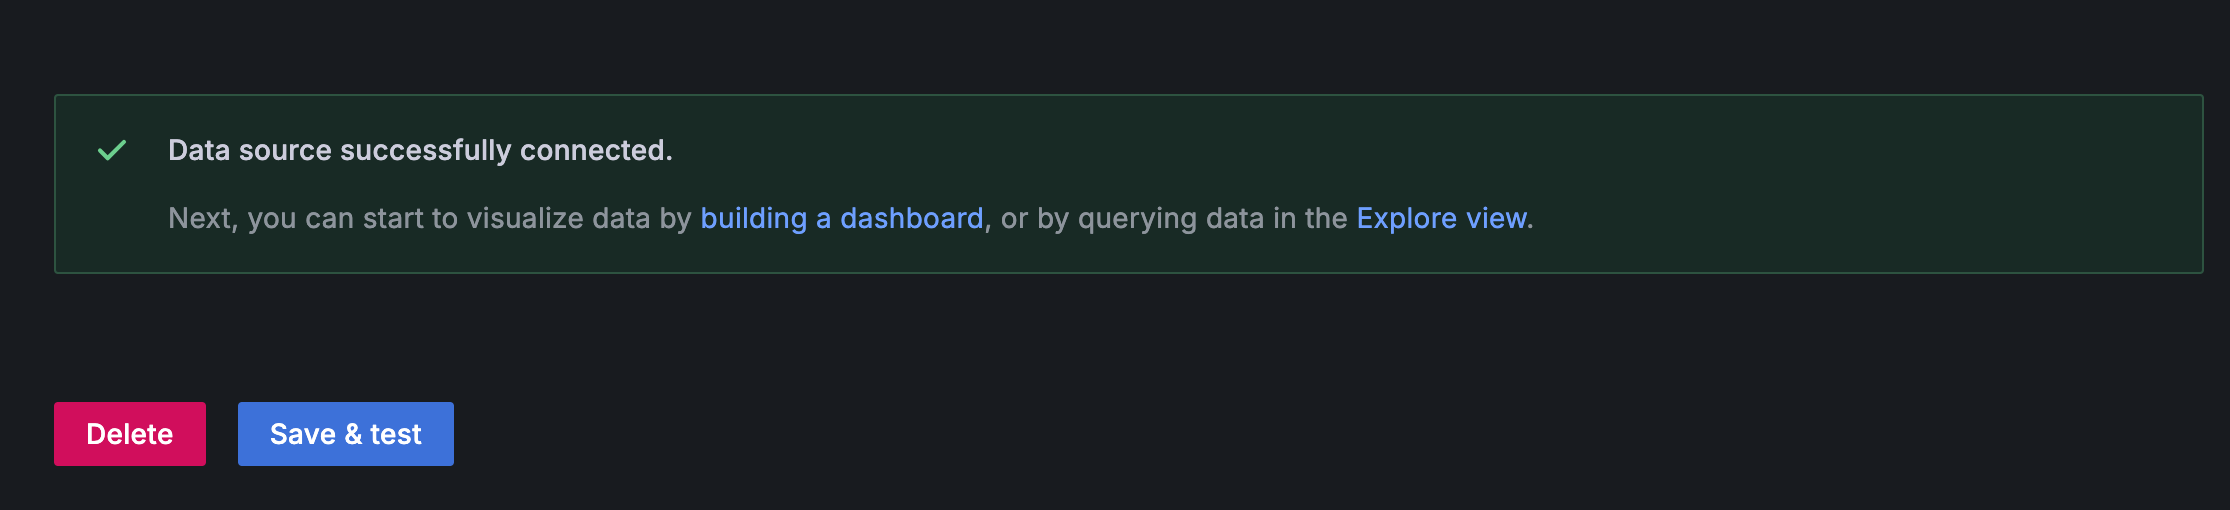 Data source successfully connected.
Next, you can start to visualize data by building a dashboard, or by querying data in the Explore view.
Delete
Save & test